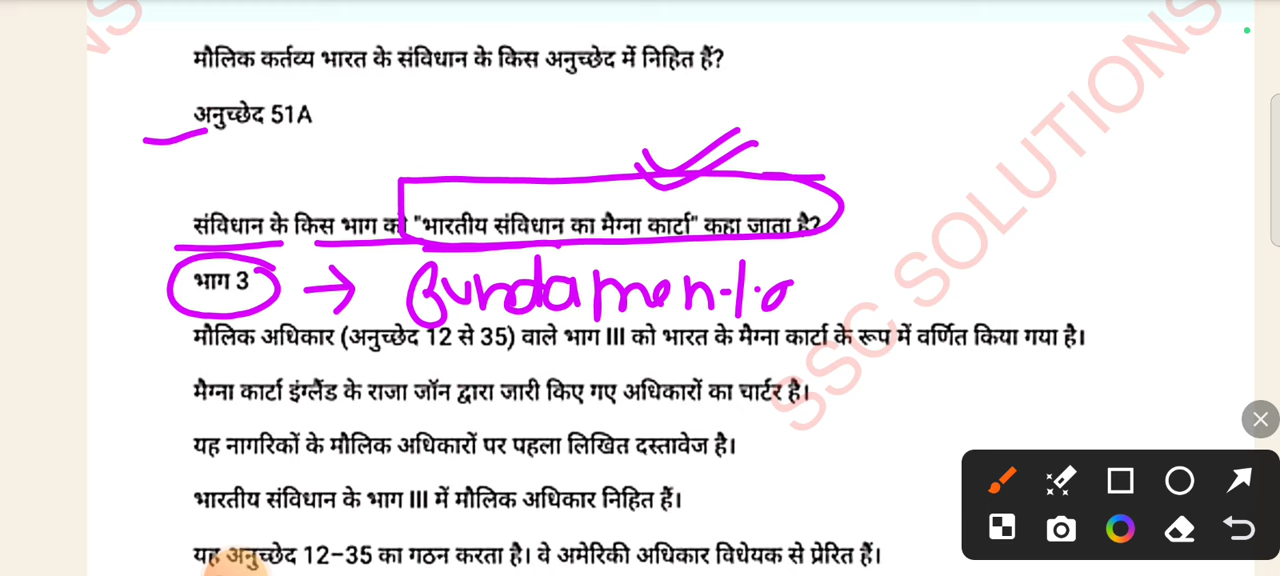 मौलिक कर्तव्य भारत के संविधान के किस अनुच्छेद में निहित हैं?
अनुच्छेद 51A
संविधान के किस भाग को "भारतीय संविधान का मैग्ना कार्टा" कहा जाता है?
भाग 3 → Fundamenta
मौलिक अधिकार (अनुच्छेद 12 से 35) वाले भाग III को भारत के मैग्ना कार्टा के रूप में वर्णित किया गया है।
मैग्ना कार्टा इंग्लैंड के राजा जॉन द्वारा जारी किए गए अधिकारों का चार्टर है।
यह नागरिकों के मौलिक अधिकारों पर पहला लिखित दस्तावेज है।
भारतीय संविधान के भाग III में मौलिक अधिकार निहित हैं।
यह अनुच्छेद 12–35 का गठन करता है। वे अमेरिकी अधिकार विधेयक से प्रेरित हैं।
SSC SOLUTIONS
NS